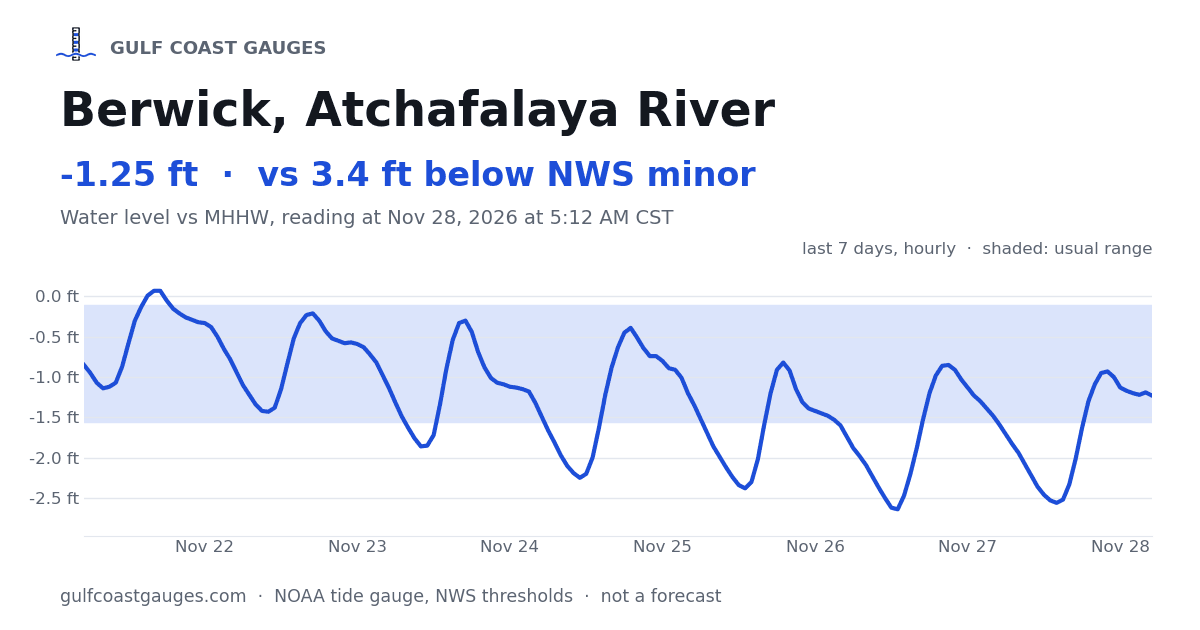 GULF COAST GAUGES
Berwick, Atchafalaya River
-1.25 ft · vs 3.4 ft below NWS minor
Water level vs MHHW, reading at Nov 28, 2026 at 5:12 AM CST
last 7 days, hourly · shaded: usual range
0.0 ft
-0.5 ft
-1.0 ft
-1.5 ft
-2.0 ft
-2.5 ft
Nov 22 Nov 23 Nov 24 Nov 25 Nov 26 Nov 27 Nov 28
gulfcoastgauges.com · NOAA tide gauge, NWS thresholds · not a forecast